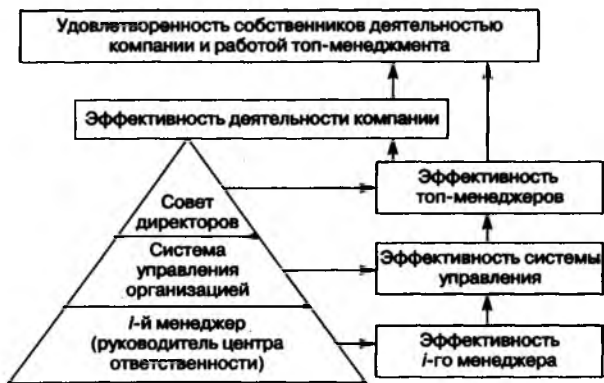 Удовлетворенность собственников деятельностью
компании и работой топ-менеджмента
Эффективность деятельности компании
Совет
директоров
Эффективность
топ-менеджеров
Система
управления
организацией
Эффективность системы
управления
i-й менеджер
(руководитель центра
ответственности)
Эффективность
i-го менеджера